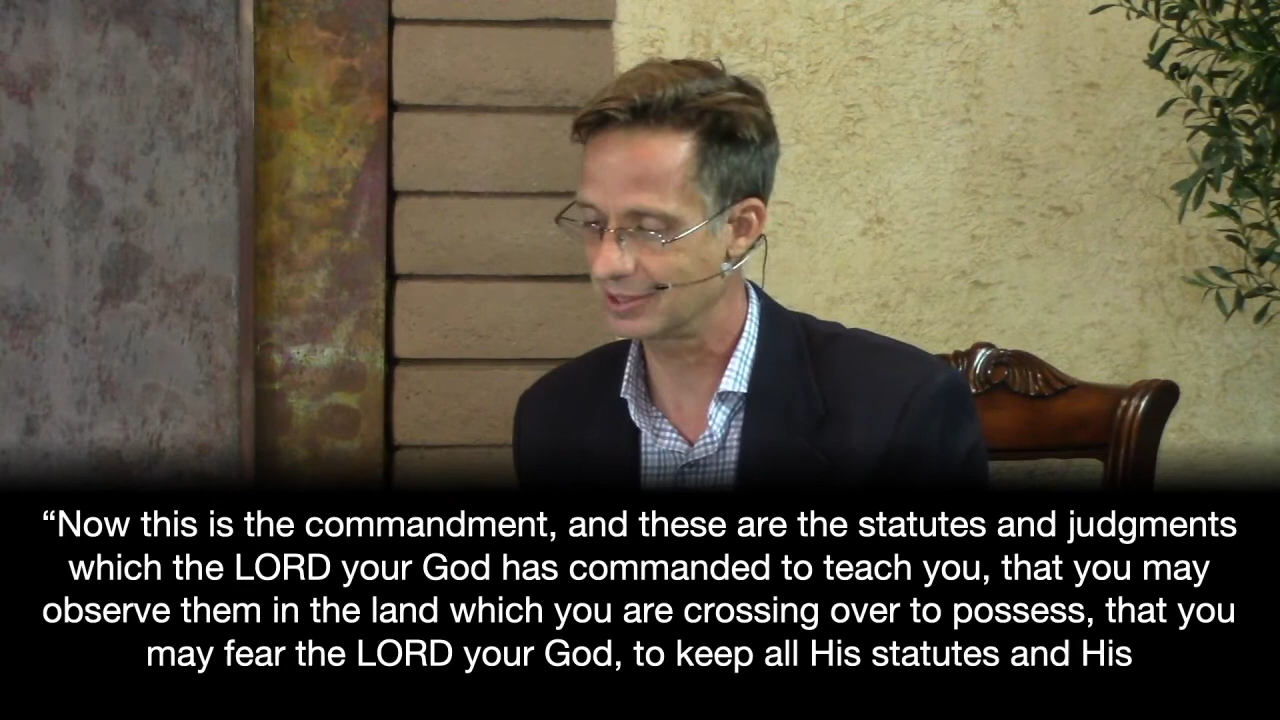 “Now this is the commandment, and these are the statutes and judgments
which the LORD your God has commanded to teach you, that you may
observe them in the land which you are crossing over to possess, that you
may fear the LORD your God, to keep all His statutes and His